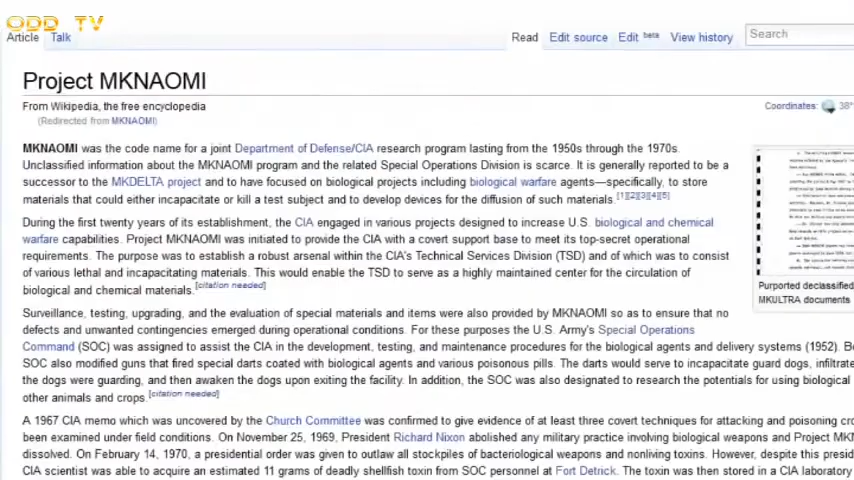 ODD TV
Article Talk Read Edit source Edit beta View history Search
Project MKNAOMI
From Wikipedia, the free encyclopedia
Coordinates: 38°
(Redirected from MKNAOMI)
MKNAOMI was the code name for a joint Department of Defense/CIA research program lasting from the 1950s through the 1970s.
Unclassified information about the MKNAOMI program and the related Special Operations Division is scarce. It is generally reported to be a
successor to the MKDELTA project and to have focused on biological projects including biological warfare agents—specifically, to store
materials that could either incapacitate or kill a test subject and to develop devices for the diffusion of such materials.[1][2][3][4][5]
During the first twenty years of its establishment, the CIA engaged in various projects designed to increase U.S. biological and chemical
warfare capabilities. Project MKNAOMI was initiated to provide the CIA with a covert support base to meet its top-secret operational
requirements. The purpose was to establish a robust arsenal within the CIA's Technical Services Division (TSD) and of which was to consist
of various lethal and incapacitating materials. This would enable the TSD to serve as a highly maintained center for the circulation of
biological and chemical materials.[citation needed]
Purported declassified
MKULTRA documents
Surveillance, testing, upgrading, and the evaluation of special materials and items were also provided by MKNAOMI so as to ensure that no
defects and unwanted contingencies emerged during operational conditions. For these purposes the U.S. Army's Special Operations
Command (SOC) was assigned to assist the CIA in the development, testing, and maintenance procedures for the biological agents and delivery systems (1952). B
SOC also modified guns that fired special darts coated with biological agents and various poisonous pills. The darts would serve to incapacitate guard dogs, infiltrate
the dogs were guarding, and then awaken the dogs upon exiting the facility. In addition, the SOC was also designated to research the potentials for using biological
other animals and crops.[citation needed]
A 1967 CIA memo which was uncovered by the Church Committee was confirmed to give evidence of at least three covert techniques for attacking and poisoning cr
been examined under field conditions. On November 25, 1969, President Richard Nixon abolished any military practice involving biological weapons and Project MK
dissolved. On February 14, 1970, a presidential order was given to outlaw all stockpiles of bacteriological weapons and nonliving toxins. However, despite this presid
CIA scientist was able to acquire an estimated 11 grams of deadly shellfish toxin from SOC personnel at Fort Detrick. The toxin was then stored in a CIA laboratory